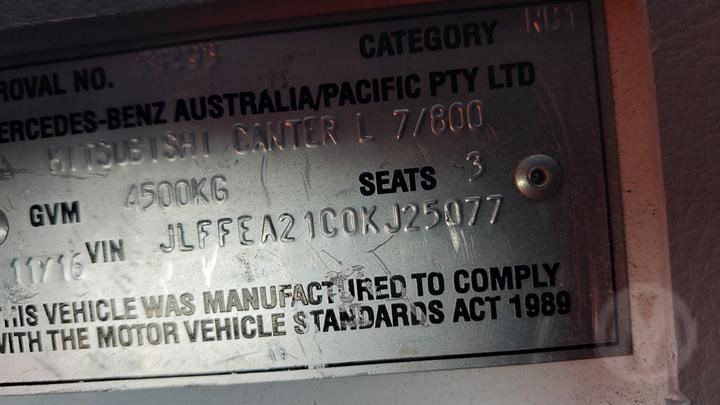 ROVAL NO. CATEGORY NB1
ERCEDES-BENZ AUSTRALIA/PACIFIC PTY LTD
MITSUBISHI CANTER L 7/800
GVM 4500KG SEATS 3
11/16 VIN JLFFEA21C0KJ25077
THIS VEHICLE WAS MANUFACTURED TO COMPLY
WITH THE MOTOR VEHICLE STANDARDS ACT 1989